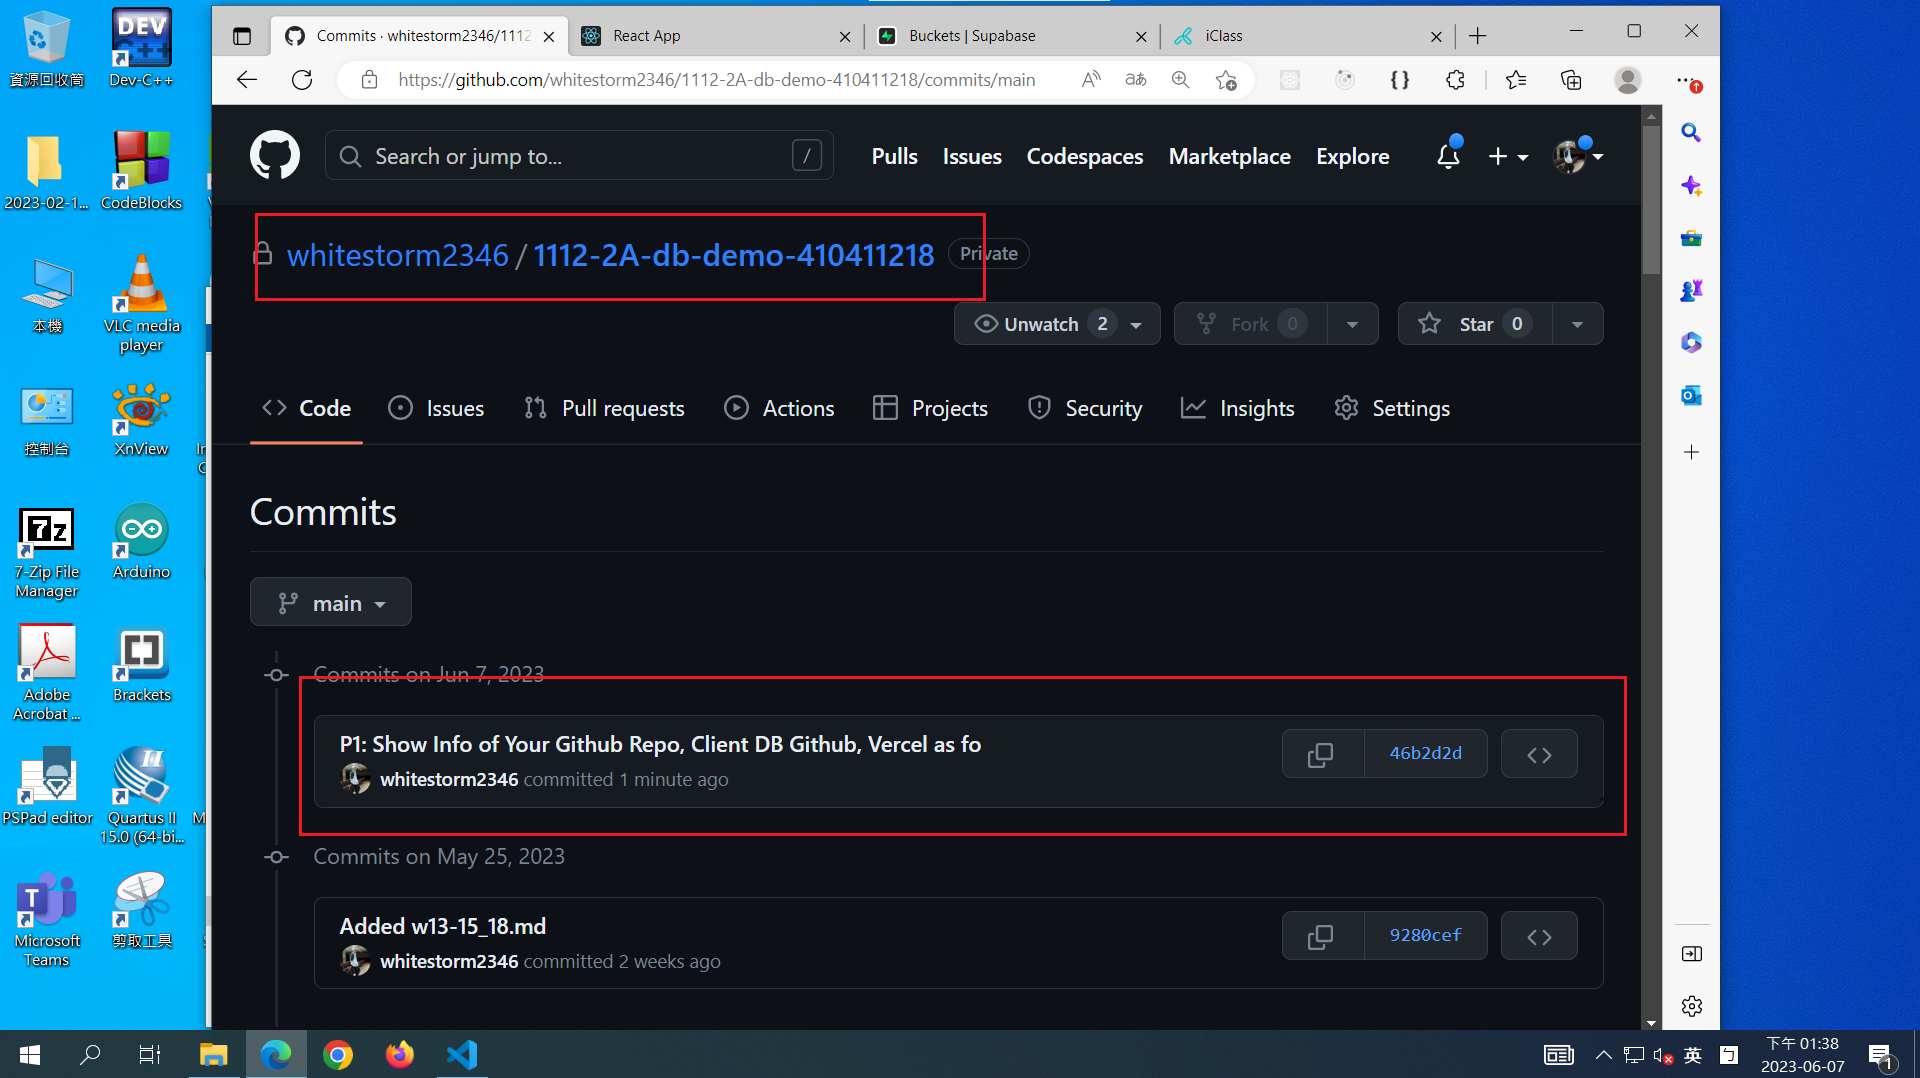 Commits · whitestorm2346/1112
React App
Buckets | Supabase
iClass
https://github.com/whitestorm2346/1112-2A-db-demo-410411218/commits/main
Search or jump to...
/
Pulls
Issues
Codespaces
Marketplace
Explore
whitestorm2346 / 1112-2A-db-demo-410411218
Private
Unwatch 2
Fork 0
Star 0
Code
Issues
Pull requests
Actions
Projects
Security
Insights
Settings
Commits
main
Commits on Jun 7, 2023
P1: Show Info of Your Github Repo, Client DB Github, Vercel as fo
whitestorm2346 committed 1 minute ago
46b2d2d
Commits on May 25, 2023
Added w13-15_18.md
whitestorm2346 committed 2 weeks ago
9280cef
資源回收筒
DEV
C++
Dev-C++
2023-02-1...
CodeBlocks
本機
VLC media
player
控制台
XnView
7z
7-Zip File
Manager
Arduino
Adobe
Acrobat ...
Brackets
PSPad editor
II
Quartus II
15.0 (64-bi...
T
Microsoft
Teams
剪取工具
英
ㄅ
下午 01:38
2023-06-07
1